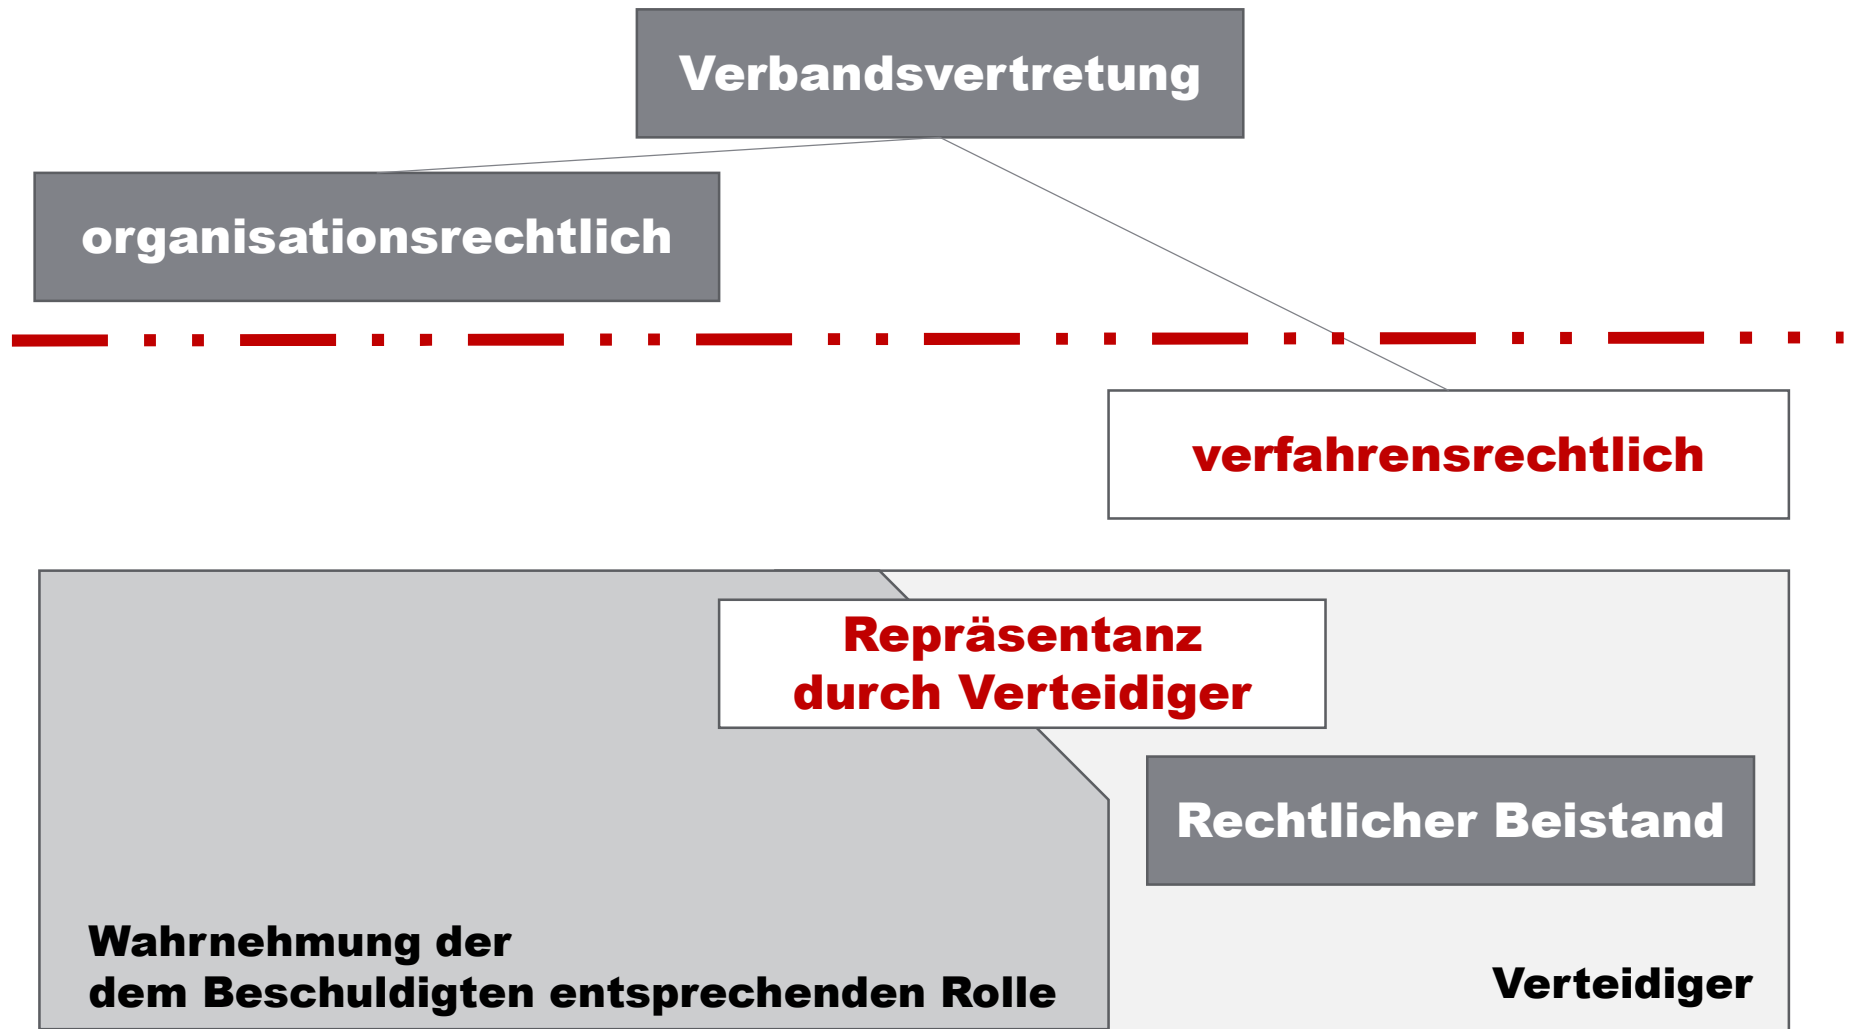 Verbandsvertretung
organisationsrechtlich
verfahrensrechtlich
Repräsentanz
durch Verteidiger
Rechtlicher Beistand
Wahrnehmung der
dem Beschuldigten entsprechenden Rolle
Verteidiger